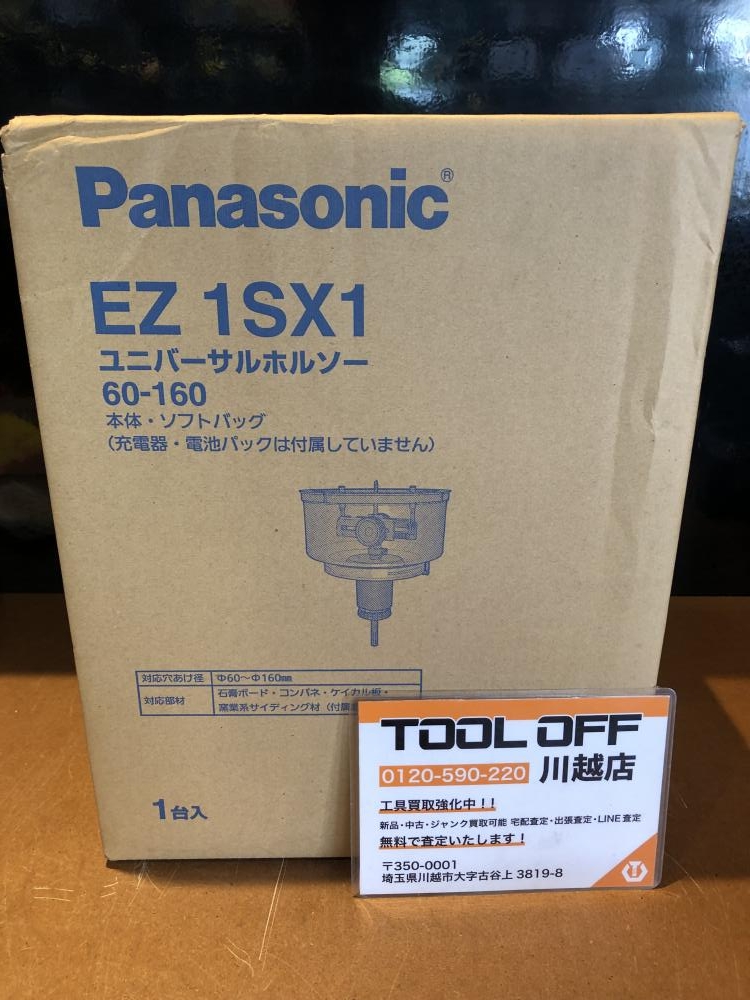 Panasonic®
EZ 1SX1
ユニバーサルホルソー
60-160
本体・ソフトバッグ
（充電器・電池パックは付属していません）
対応穴あけ径 Φ60～Φ160㎜
対応部材 石膏ボード・コンパネ・ケイカル板・
窯業系サイディング材（付属
1台入
TOOL OFF
0120-590-220 川越店
工具買取強化中！！
新品・中古・ジャンク買取可能 宅配査定・出張査定・LINE査定
無料で査定いたします！
〒350-0001
埼玉県川越市大字古谷上 3819-8